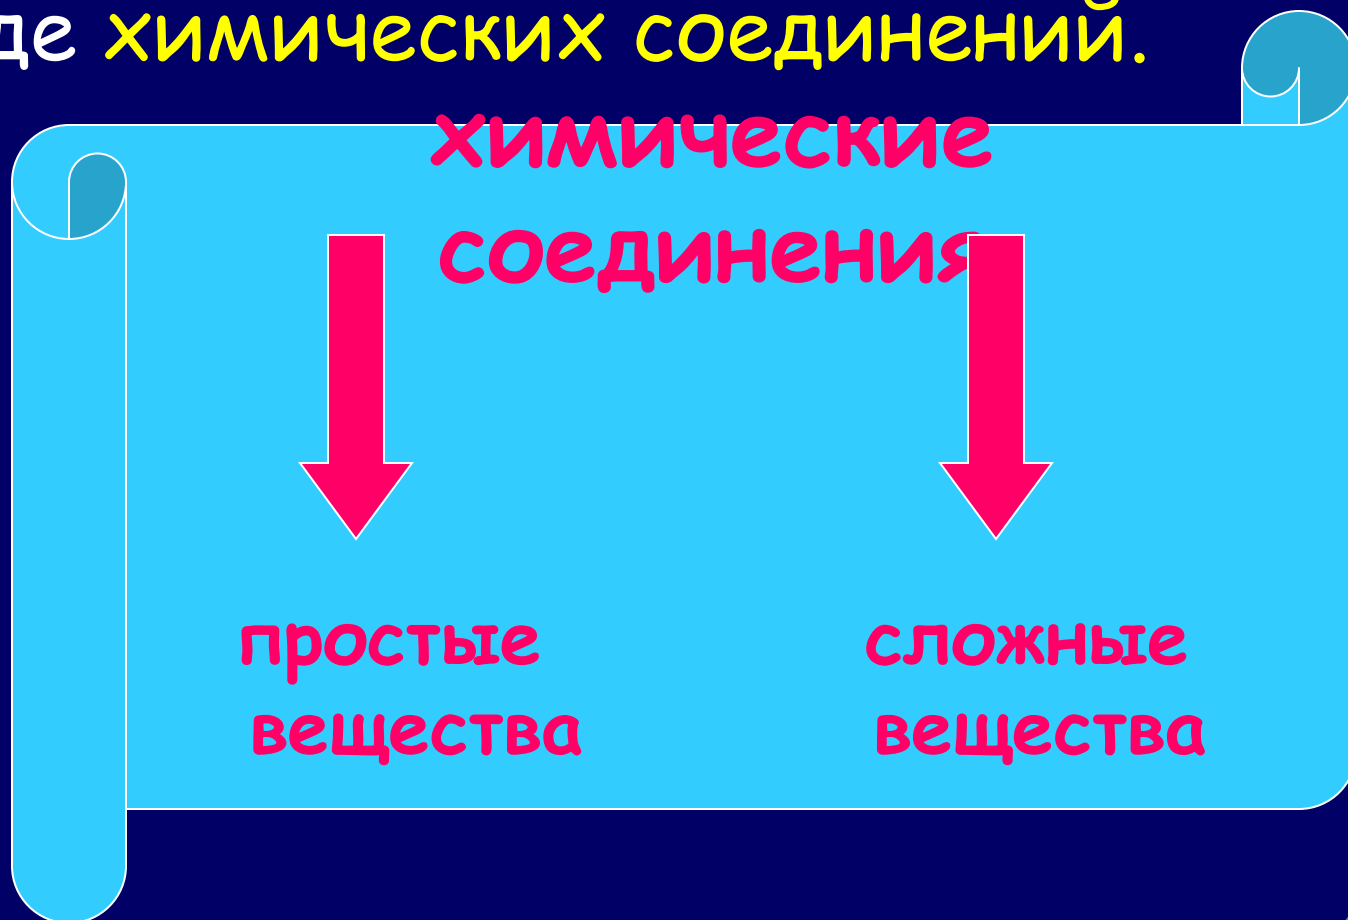 де химических соединений.
химические
соединения
простые
вещества
сложные
вещества